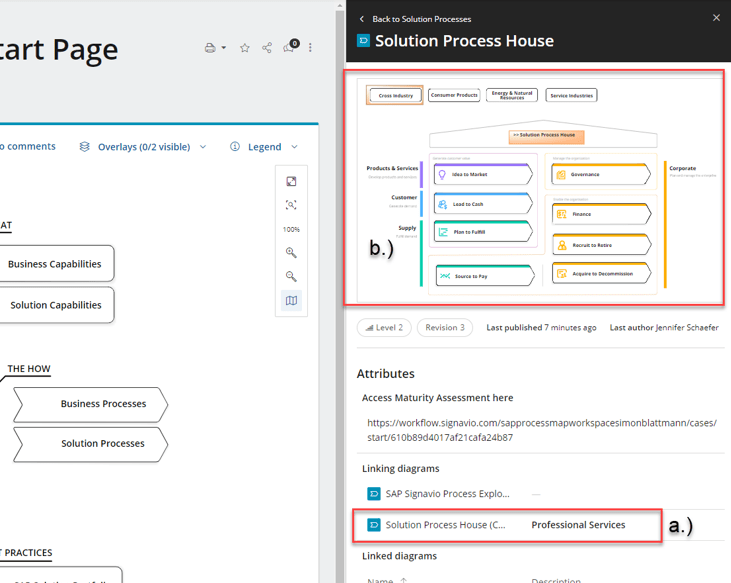 tart Page
0
o comments
Overlays (0/2 visible)
Legend
100%
AT
Business Capabilities
Solution Capabilities
THE HOW
Business Processes
Solution Processes
T PRACTICES
Back to Solution Processes
Solution Process House
Cross Industry
Consumer Products
Energy & Natural
Resources
Service Industries
>> Solution Process House
Products & Services
Idea to Market
Governance
Corporate
Customer
Lead to Cash
Finance
Supply
Plan to Fulfill
b.)
Recruit to Retire
Source to Pay
Acquire to Decommission
Level 2
Revision 3
Last published 7 minutes ago
Last author Jennifer Schaefer
Attributes
Access Maturity Assessment here
https://workflow.signavio.com/sapprocessmapworkspacesimonblattmann/cases/
start/610b89d4017af21cafa24b87
Linking diagrams
SAP Signavio Process Explo... —
Solution Process House (C... Professional Services
a.)
Linked diagrams
Name ↑ Description